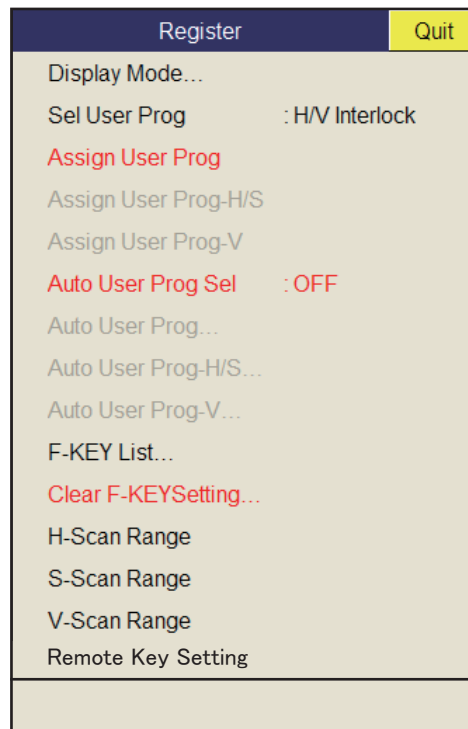 Register Quit
Display Mode...
Sel User Prog : H/V Interlock
Assign User Prog
Assign User Prog-H/S
Assign User Prog-V
Auto User Prog Sel : OFF
Auto User Prog...
Auto User Prog-H/S...
Auto User Prog-V...
F-KEY List...
Clear F-KEYSetting...
H-Scan Range
S-Scan Range
V-Scan Range
Remote Key Setting